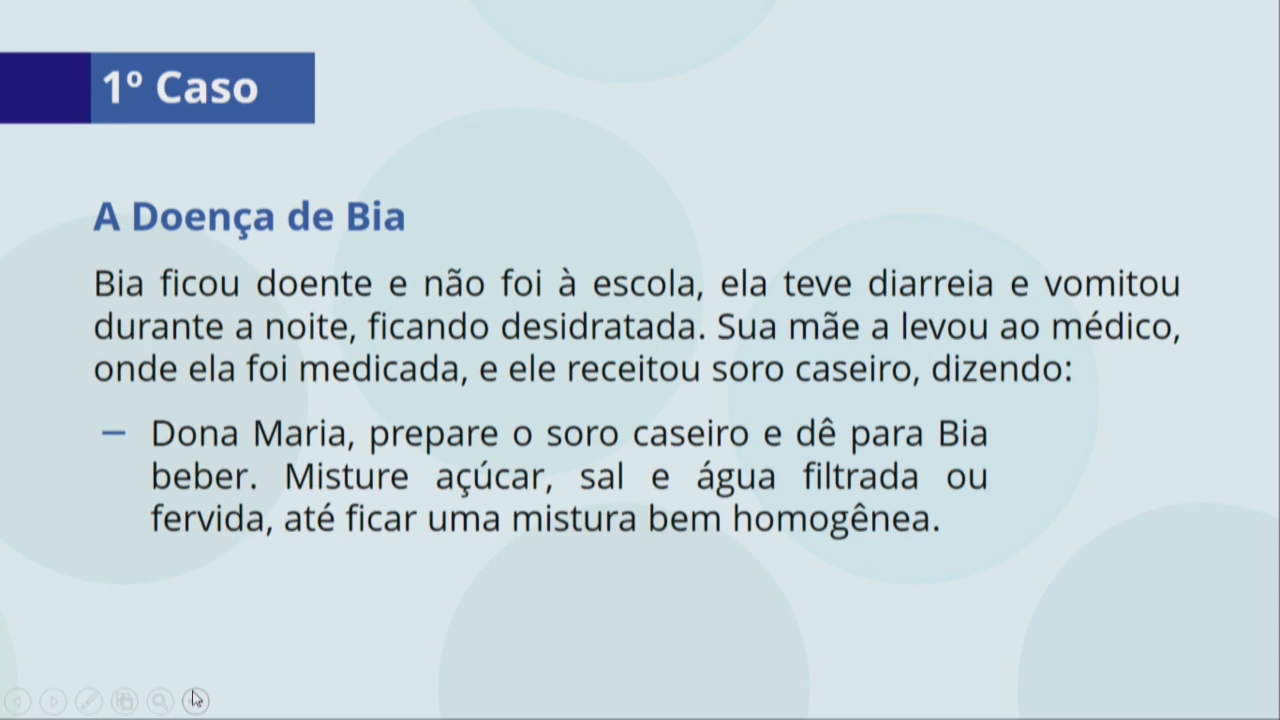 1º Caso
A Doença de Bia
Bia ficou doente e não foi à escola, ela teve diarreia e vomitou
durante a noite, ficando desidratada. Sua mãe a levou ao médico,
onde ela foi medicada, e ele receitou soro caseiro, dizendo:
– Dona Maria, prepare o soro caseiro e dê para Bia
beber. Misture açúcar, sal e água filtrada ou
fervida, até ficar uma mistura bem homogênea.